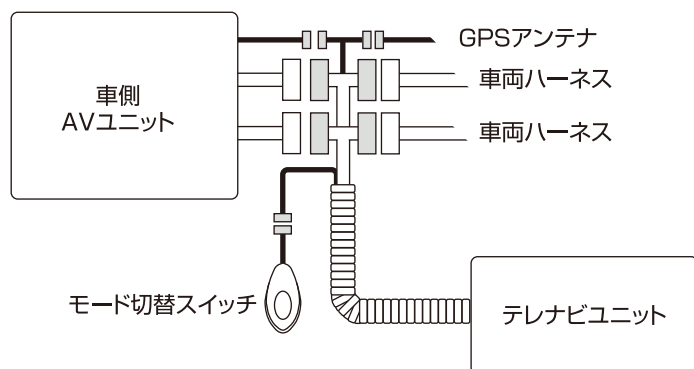 GPSアンテナ
車両ハーネス
車側
AVユニット
車両ハーネス
モード切替スイッチ
テレナビユニット